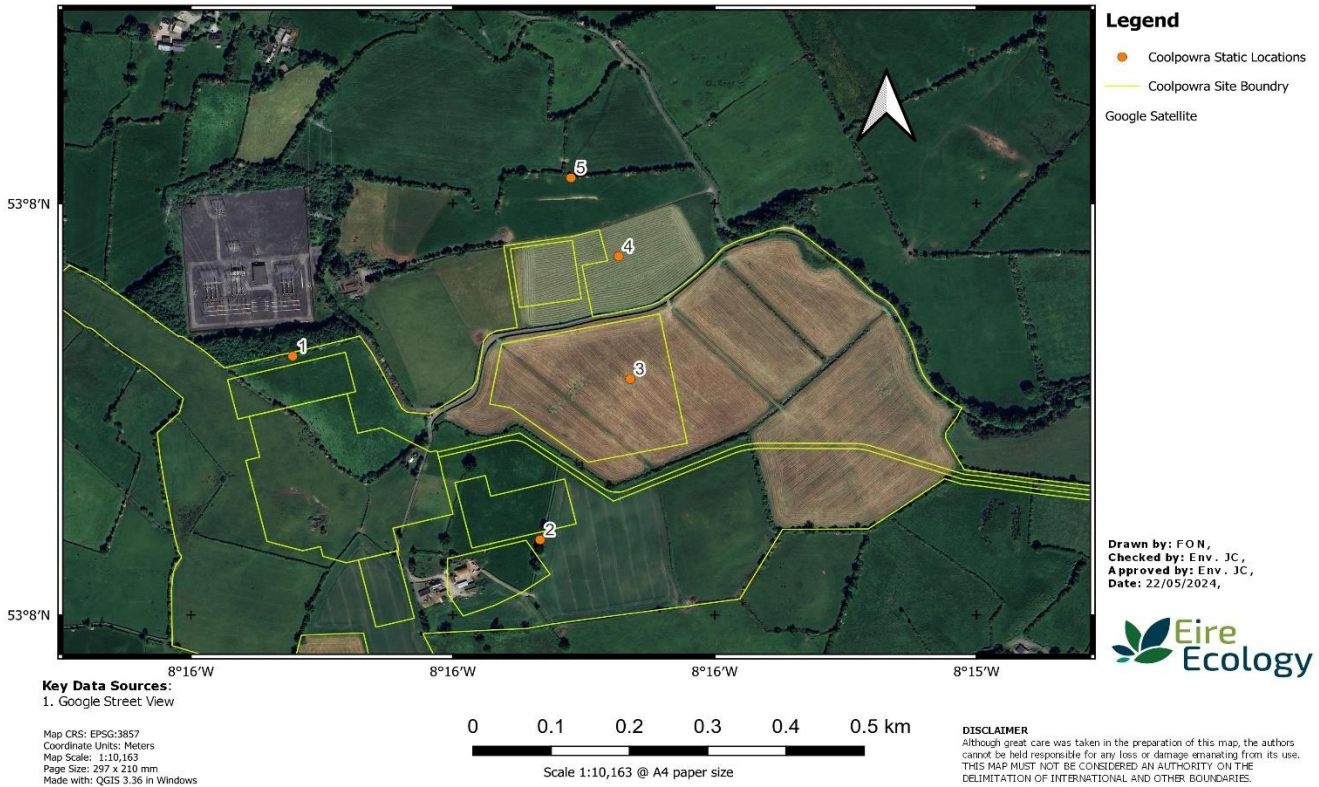 Legend
Coolpowra Static Locations
Coolpowra Site Boundry
Google Satellite
5
53°8′N
4
1
3
2
53°8′N
8°16′W
8°16′W
8°16′W
8°15′W
Drawn by: FON,
Checked by: Env. JC,
Approved by: Env. JC,
Date: 22/05/2024,
Eire
Ecology
Key Data Sources:
1. Google Street View
Map CRS: EPSG:3857
Coordinate Units: Meters
Map Scale: 1:10,163
Page Size: 297 x 210 mm
Made with: QGIS 3.36 in Windows
0 0.1 0.2 0.3 0.4 0.5 km
Scale 1:10,163 @ A4 paper size
DISCLAIMER
Although great care was taken in the preparation of this map, the authors
cannot be held responsible for any loss or damage emanating from its use.
THIS MAP MUST NOT BE CONSIDERED AN AUTHORITY ON THE
DELIMITATION OF INTERNATIONAL AND OTHER BOUNDARIES.